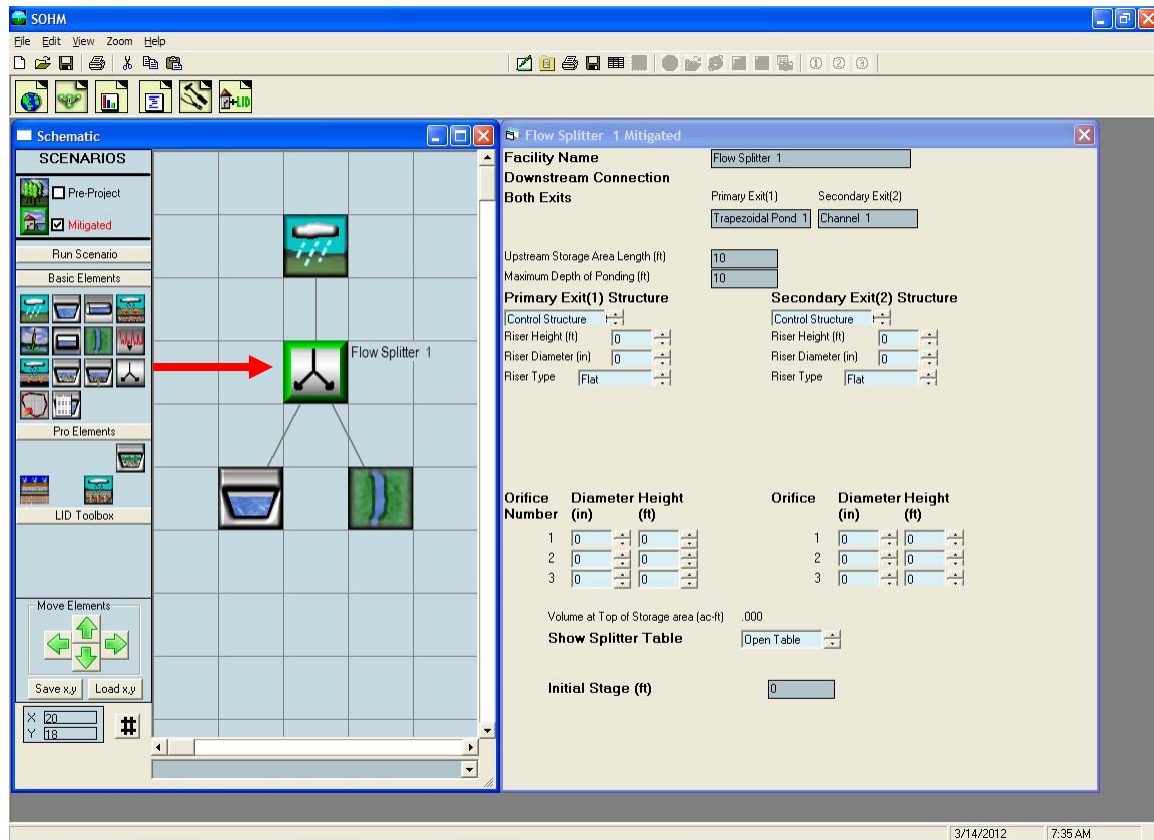 SOHM
File Edit View Zoom Help
Schematic
SCENARIOS
Pre-Project
Mitigated
Run Scenario
Basic Elements
Pro Elements
LID Toolbox
Move Elements
Save x,y Load x,y
X 20
Y 18
#
+LID
1 2 3
Flow Splitter 1
Flow Splitter 1 Mitigated
Facility Name Flow Splitter 1
Downstream Connection
Both Exits Primary Exit(1) Secondary Exit(2)
Trapezoidal Pond 1 Channel 1
Upstream Storage Area Length (ft) 10
Maximum Depth of Ponding (ft) 10
Primary Exit(1) Structure Secondary Exit(2) Structure
Control Structure Control Structure
Riser Height (ft) 0 Riser Height (ft) 0
Riser Diameter (in) 0 Riser Diameter (in) 0
Riser Type Flat Riser Type Flat
Orifice Diameter Height Orifice Diameter Height
Number (in) (ft) (in) (ft)
1 0 0 1 0 0
2 0 0 2 0 0
3 0 0 3 0 0
Volume at Top of Storage area (ac-ft) .000
Show Splitter Table Open Table
Initial Stage (ft) 0
3/14/2012 7:35 AM